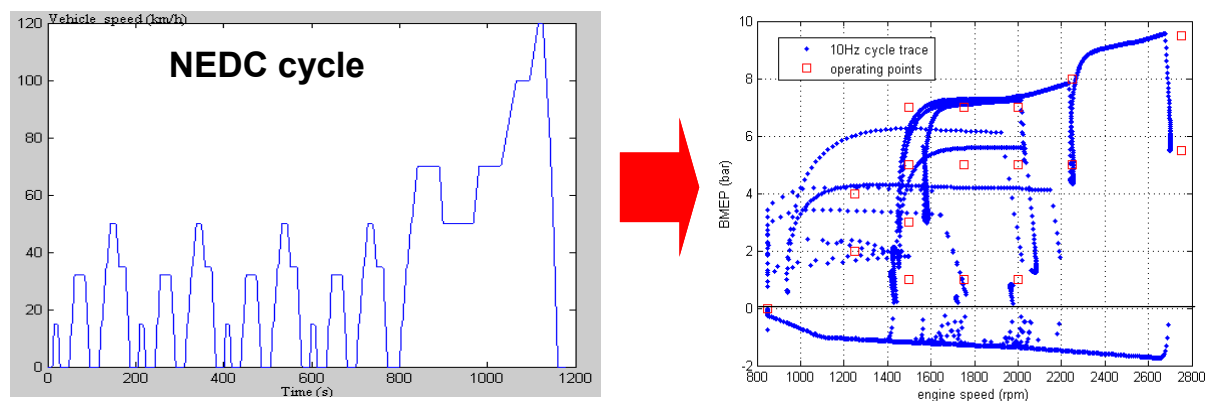 Vehicle speed (km/h)
NEDC cycle
120
100
80
60
40
20
0
0 200 400 600 800 1000 1200
Time (s)
10
8
6
4
2
0
-2
BMEP (bar)
10Hz cycle trace
operating points
800 1000 1200 1400 1600 1800 2000 2200 2400 2600 2800
engine speed (rpm)